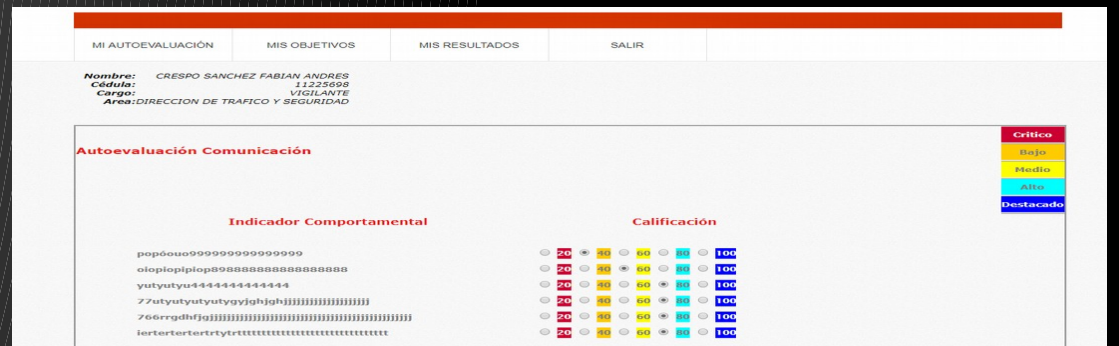 MI AUTOEVALUACIÓN MIS OBJETIVOS MIS RESULTADOS SALIR
Nombre: CRESPO SANCHEZ FABIAN ANDRES
Cédula: 11225698
Cargo: VIGILANTE
Area:DIRECCION DE TRAFICO Y SEGURIDAD
Critico
Autoevaluación Comunicación
Bajo
Medio
Alto
Destacado
Indicador Comportamental Calificación
20 40 60 80 100
20 40 60 80 100
yutyutyu4444444444444 20 40 60 80 100
20 40 60 80 100
20 40 60 80 100
20 40 60 80 100